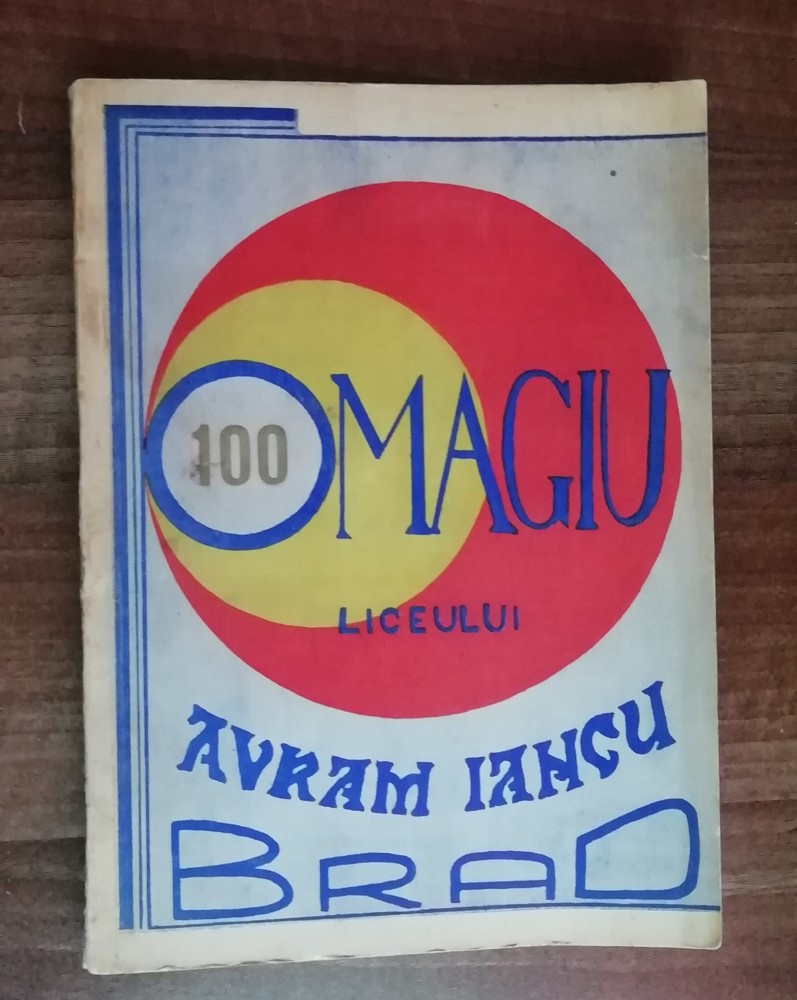 100
OMAGIU
LICEULUI
AVRAM IANCU
BRAD